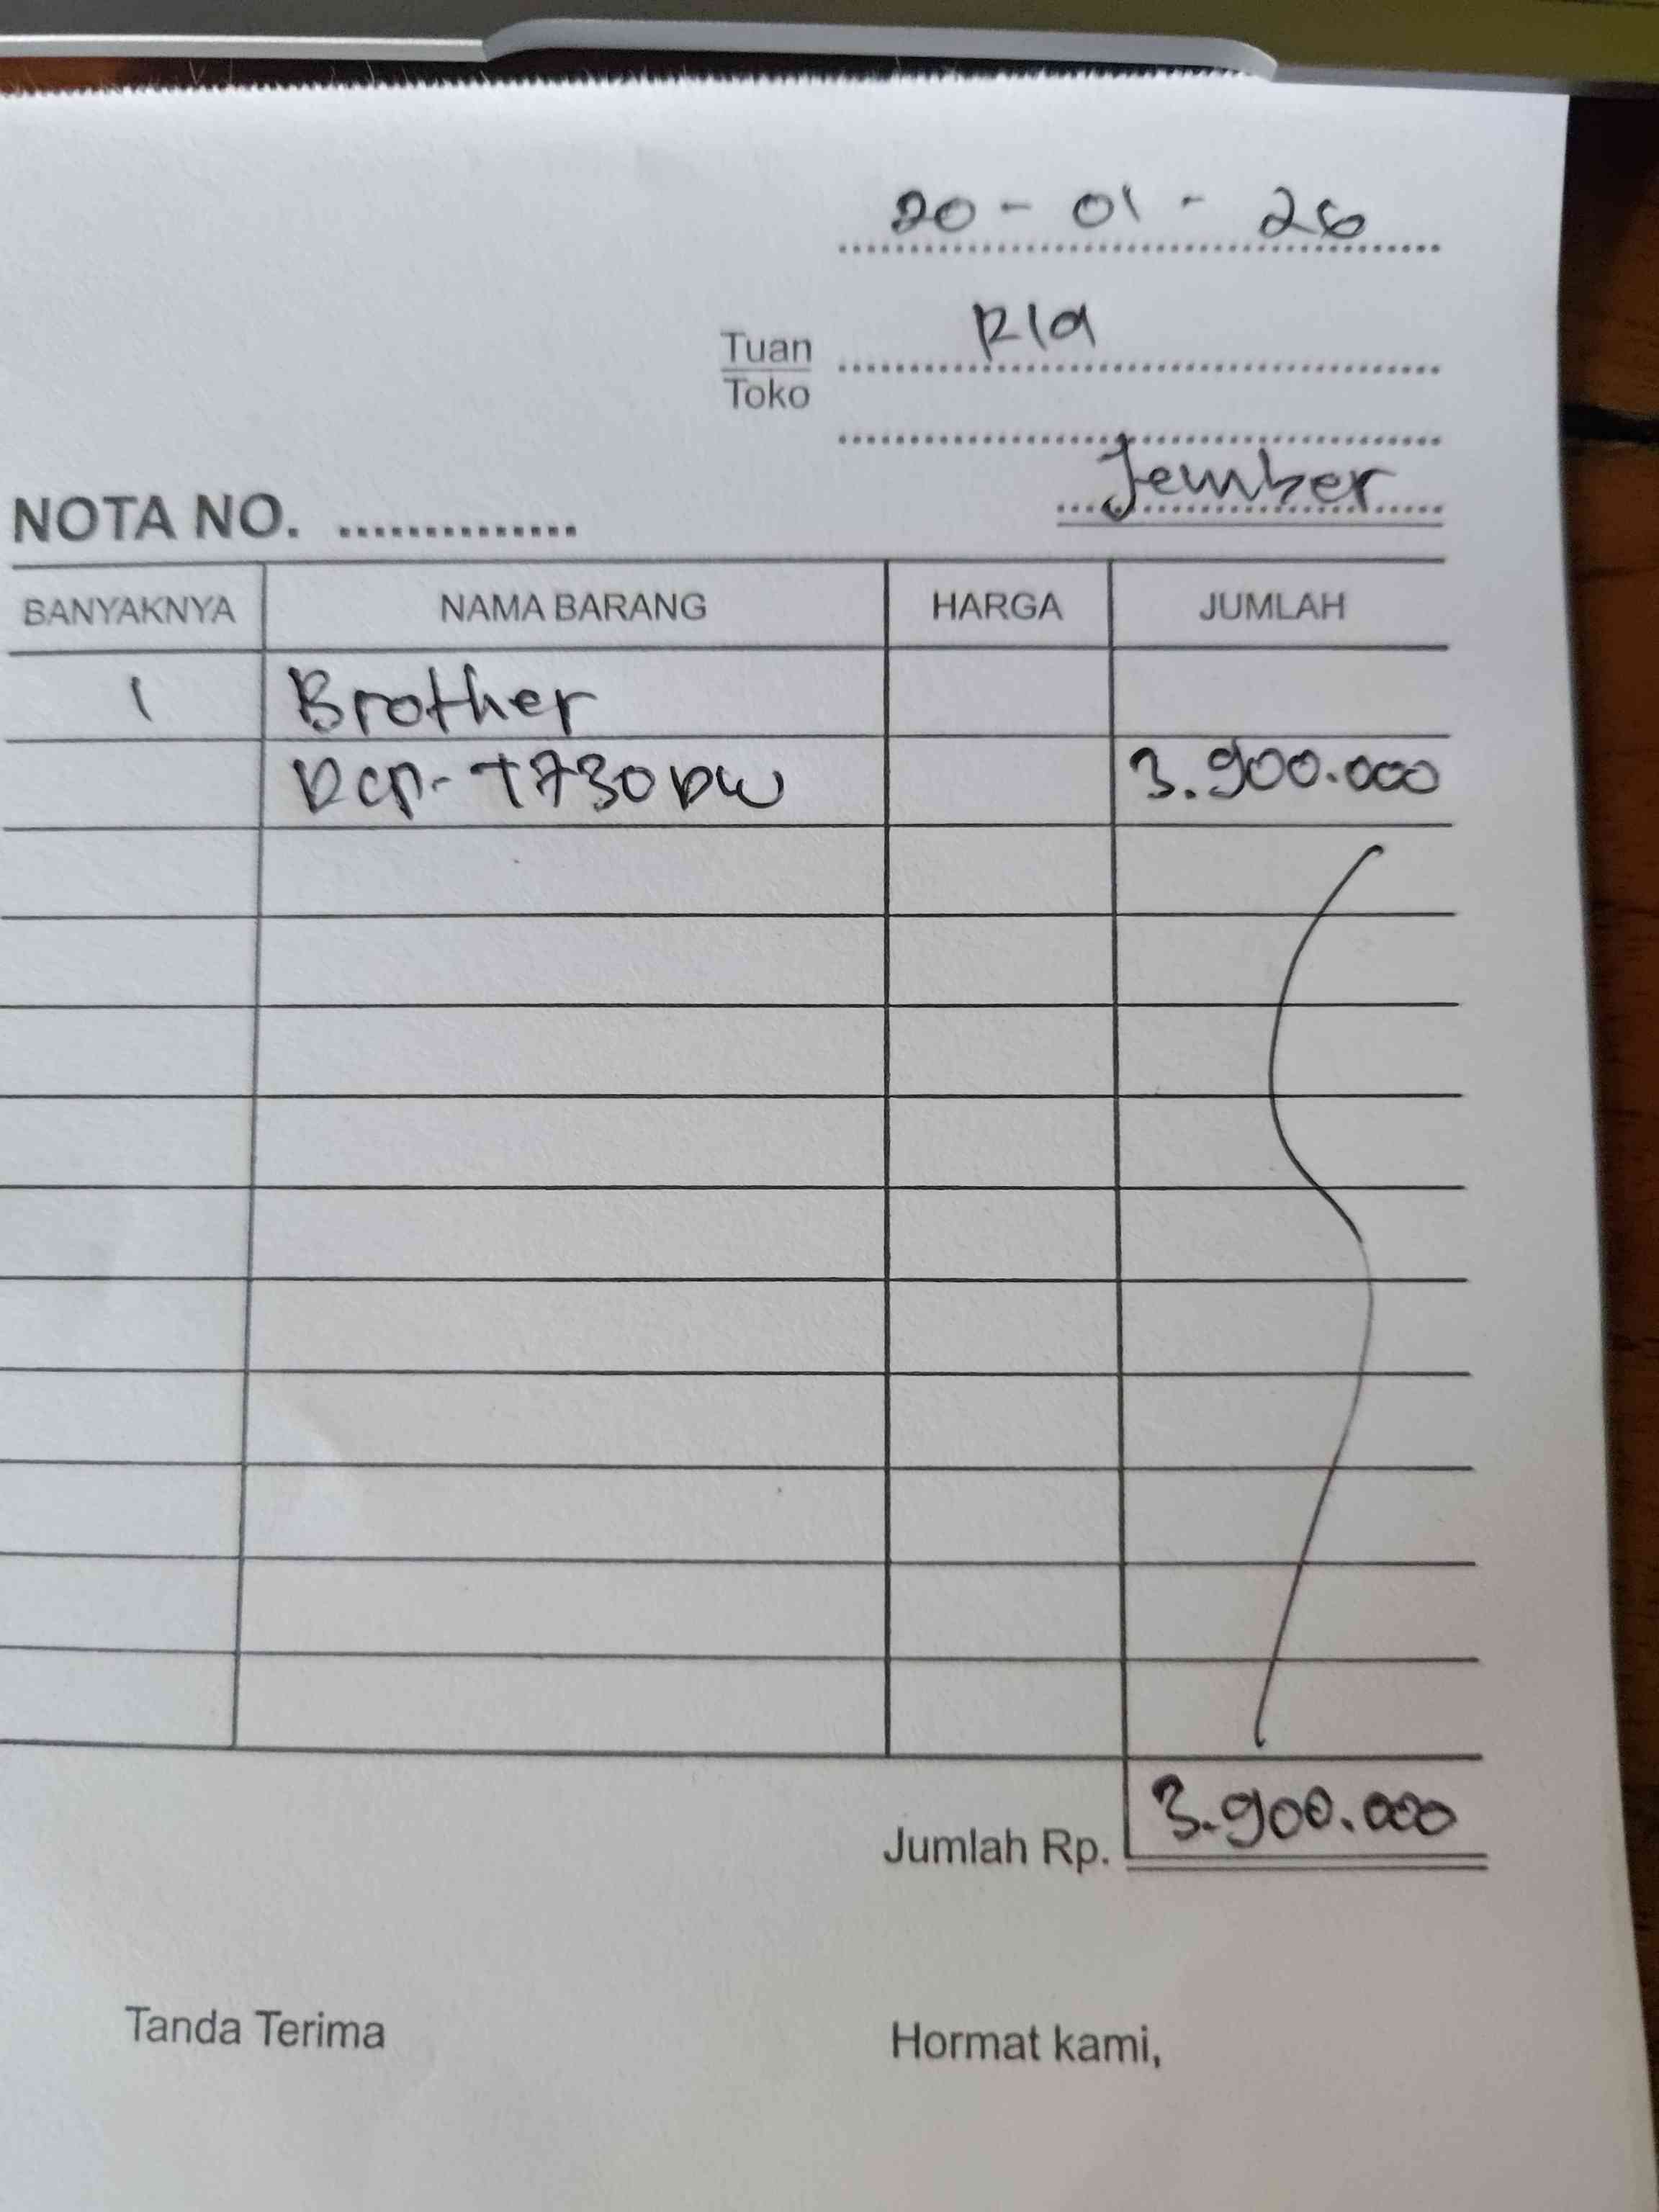 20 - 01 - 26
Tuan Ria
Toko
Jember
NOTA NO. ..............
BANYAKNYA NAMA BARANG HARGA JUMLAH
1 Brother
Dcp- T730DW 3.900.000
Jumlah Rp. 3.900.000
Tanda Terima Hormat kami,